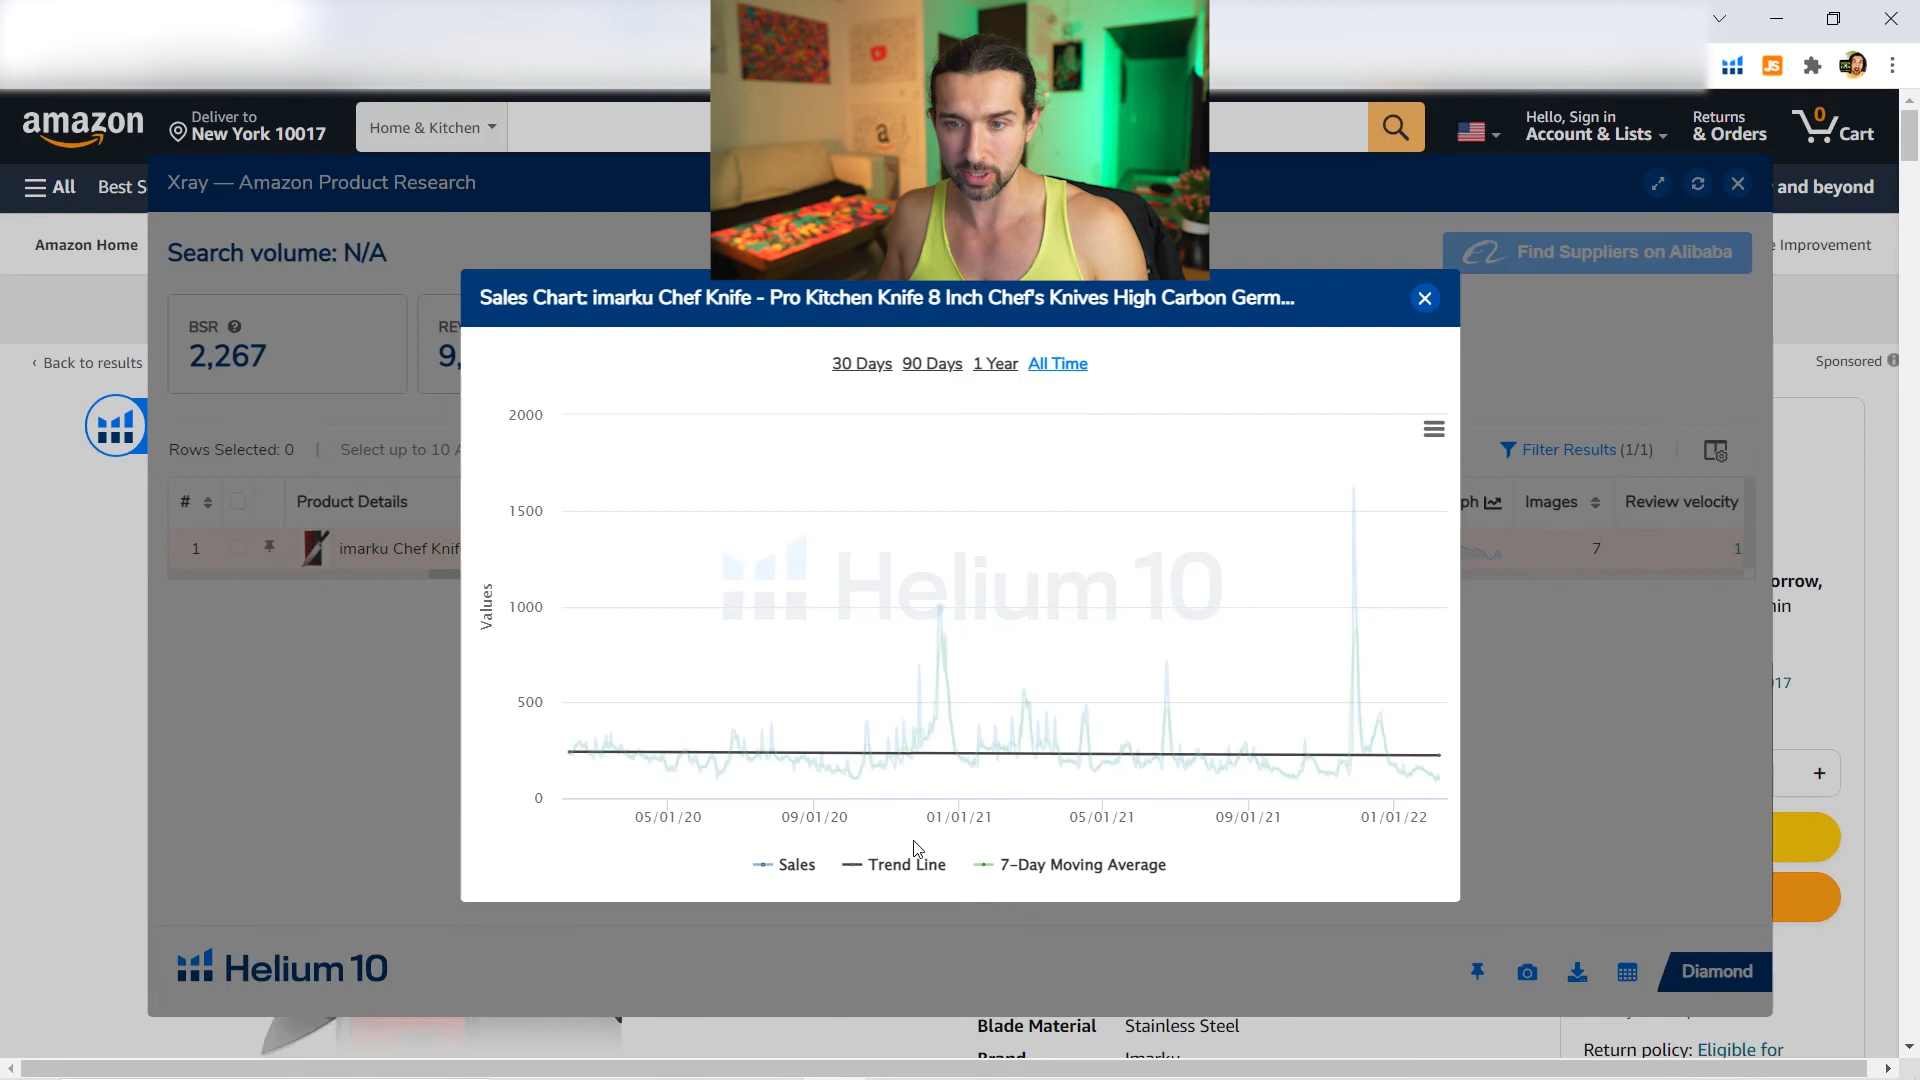 amazon
Deliver to
New York 10017
Home & Kitchen
Hello, Sign in
Account & Lists
Returns
& Orders
0
Cart
JS
All
Best S
Xray — Amazon Product Research
and beyond
Amazon Home
Search volume: N/A
Find Suppliers on Alibaba
e Improvement
BSR
2,267
RE
9,
Sales Chart: imarku Chef Knife - Pro Kitchen Knife 8 Inch Chef's Knives High Carbon Germ...
‹ Back to results
30 Days 90 Days 1 Year All Time
Sponsored
Rows Selected: 0 | Select up to 10 A
Filter Results (1/1)
# Product Details
ph Images Review velocity
1 imarku Chef Knif
7 1
2000
1500
1000
500
0
Values
Helium 10
05/01/20 09/01/20 01/01/21 05/01/21 09/01/21 01/01/22
Sales Trend Line 7-Day Moving Average
orrow,
in
17
+
Helium 10
Diamond
Blade Material Stainless Steel
Return policy: Eligible for